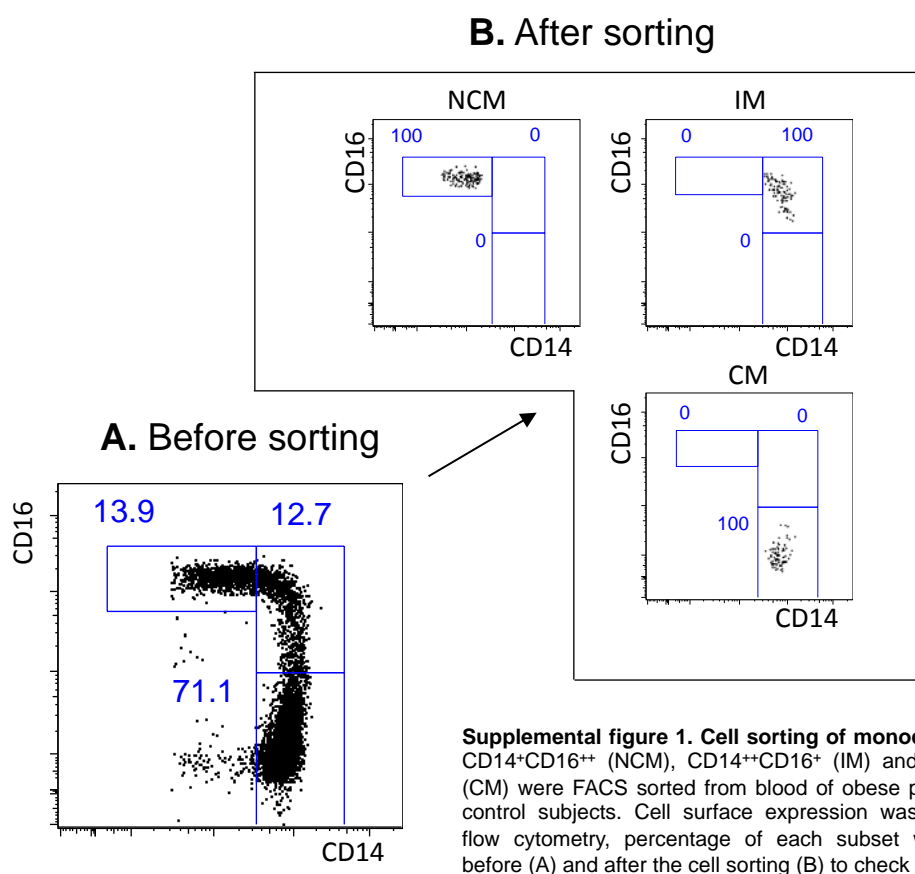 B. After sorting
NCM
IM
100
0
0
100
CD16
CD16
0
0
CD14
CD14
CM
0
0
CD16
100
CD14
A. Before sorting
13.9
12.7
CD16
71.1
CD14
Supplemental figure 1. Cell sorting of
CD14⁺CD16⁺⁺ (NCM), CD14⁺⁺CD16⁺ (IM) and
(CM) were FACS sorted from blood of obese
control subjects. Cell surface expression was
flow cytometry, percentage of each subset
before (A) and after the cell sorting (B) to check